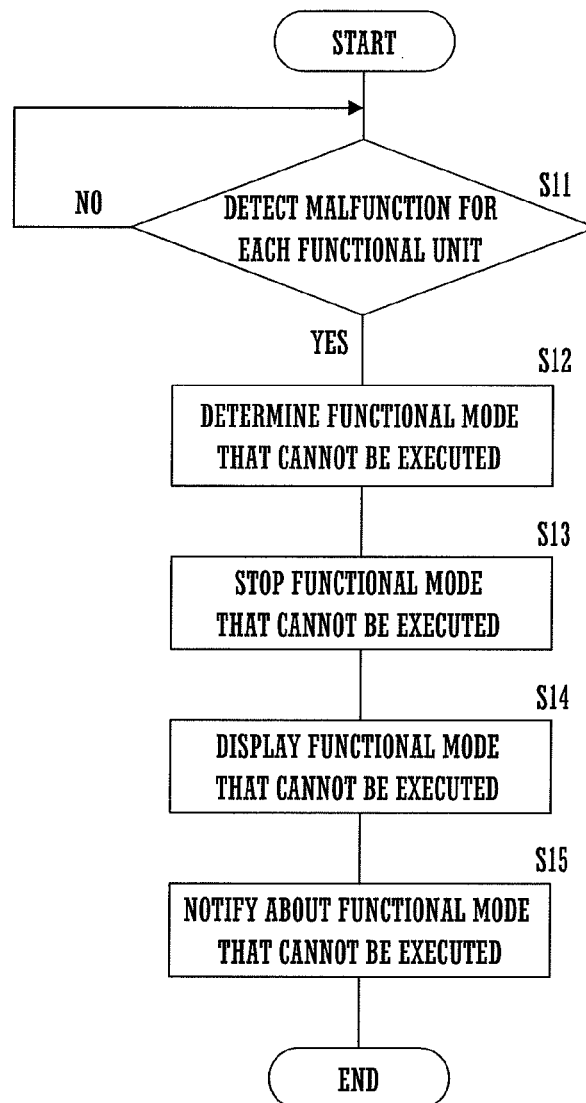 START
S11
DETECT MALFUNCTION FOR
EACH FUNCTIONAL UNIT
NO
YES
S12
DETERMINE FUNCTIONAL MODE
THAT CANNOT BE EXECUTED
S13
STOP FUNCTIONAL MODE
THAT CANNOT BE EXECUTED
S14
DISPLAY FUNCTIONAL MODE
THAT CANNOT BE EXECUTED
S15
NOTIFY ABOUT FUNCTIONAL MODE
THAT CANNOT BE EXECUTED
END